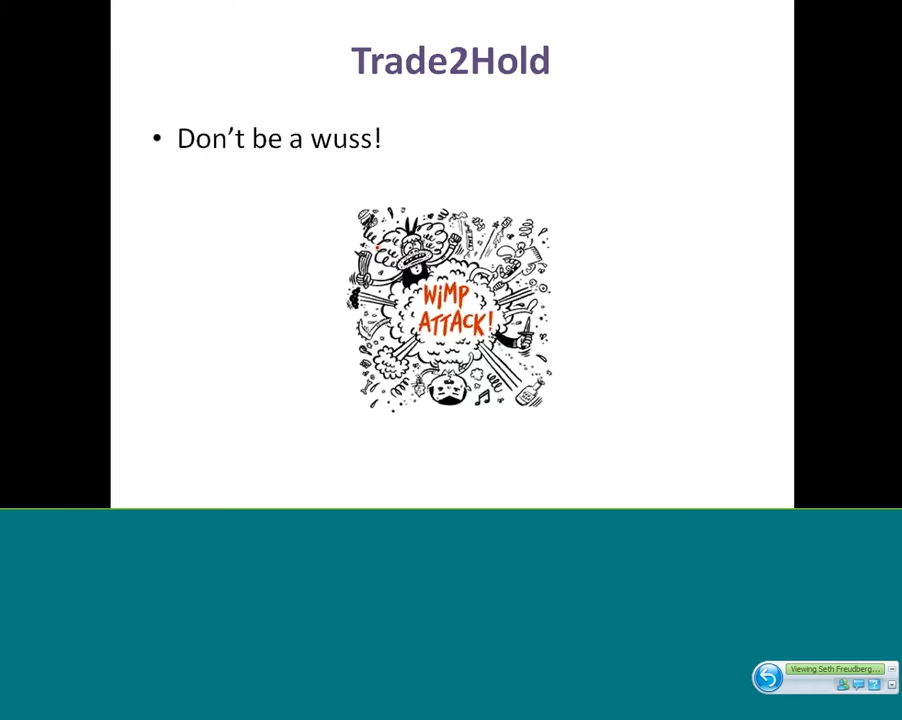 Trade2Hold
• Don't be a wuss!
WiMP
ATTACK!
Viewing Seth Freudberg...